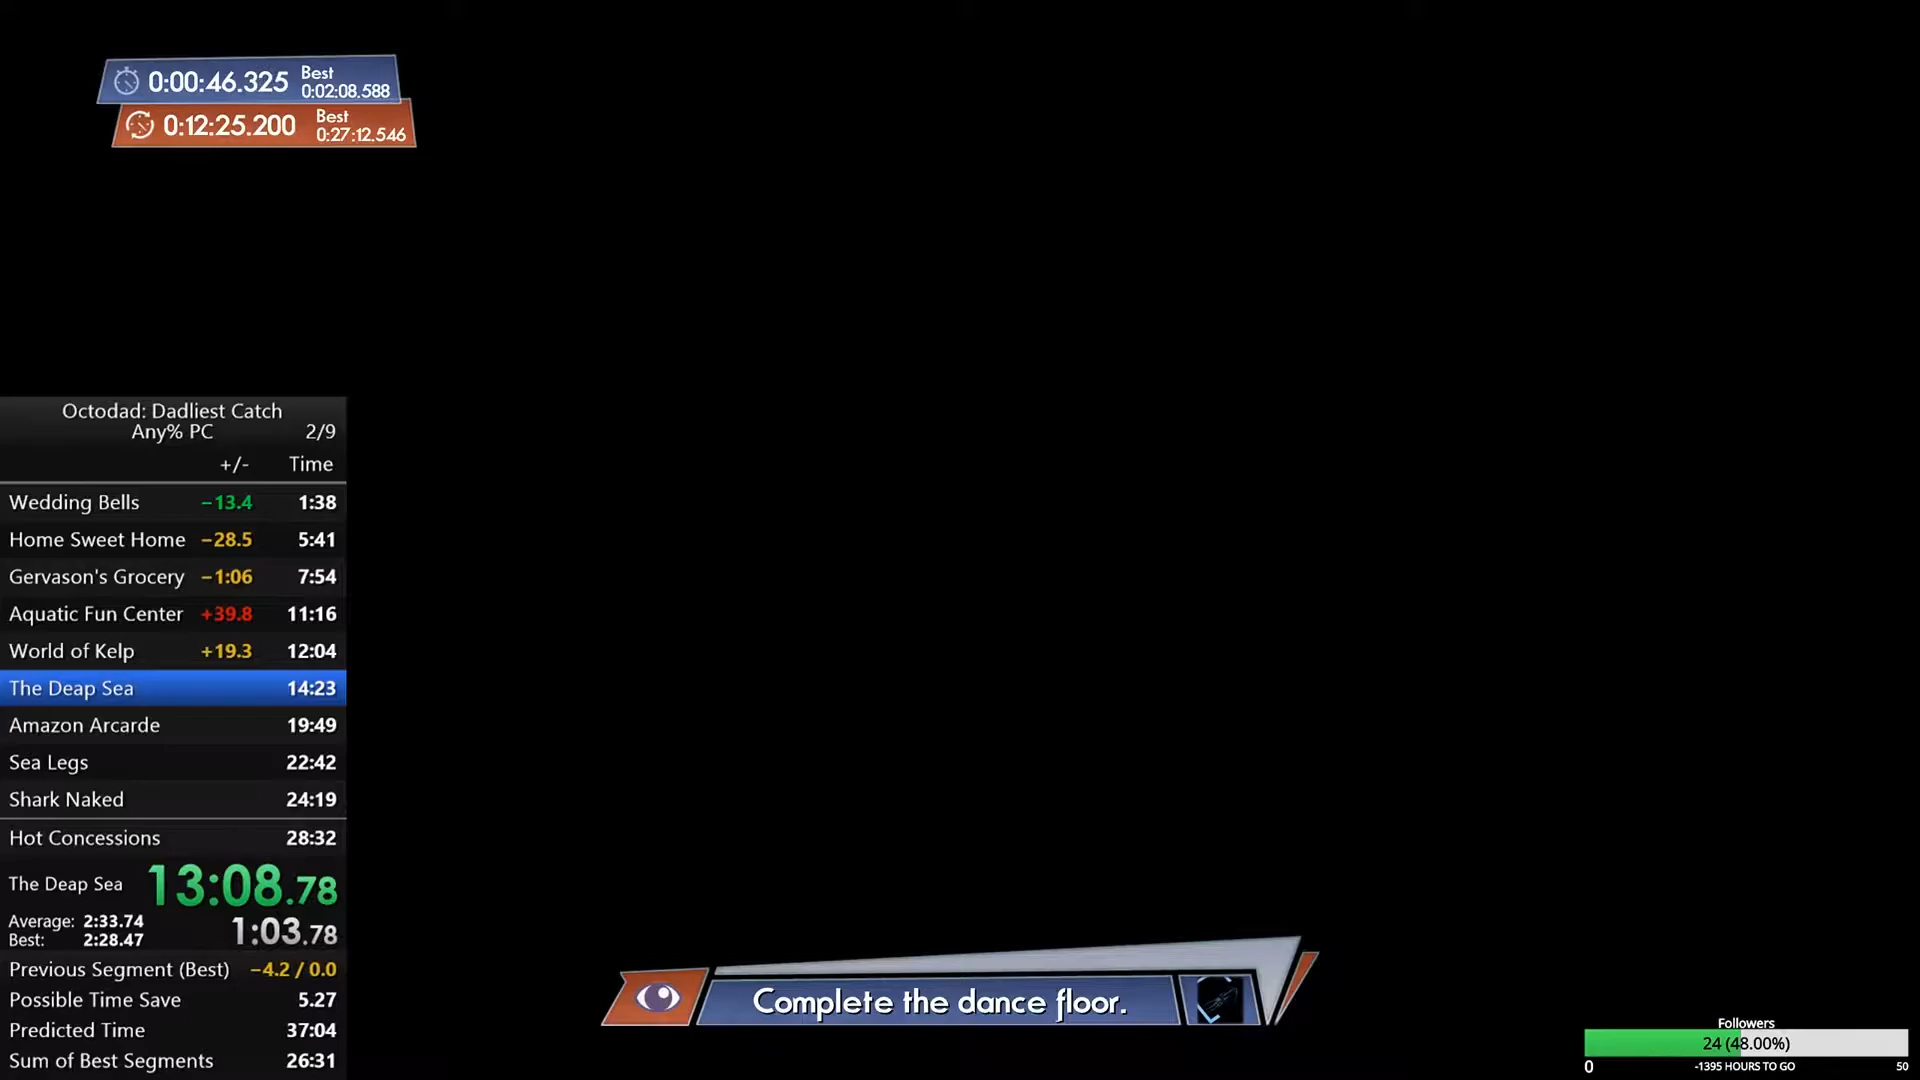 0:00:46.325 Best 0:02:08.588
0:12:25.200 Best 0:27:12.546
Octodad: Dadliest Catch
Any% PC 2/9
+/- Time
Wedding Bells −13.4 1:38
Home Sweet Home −28.5 5:41
Gervason's Grocery −1:06 7:54
Aquatic Fun Center +39.8 11:16
World of Kelp +19.3 12:04
The Deap Sea 14:23
Amazon Arcarde 19:49
Sea Legs 22:42
Shark Naked 24:19
Hot Concessions 28:32
The Deap Sea 13:08.78
Average: 2:33.74
Best: 2:28.47 1:03.78
Previous Segment (Best) −4.2 / 0.0
Possible Time Save 5.27
Predicted Time 37:04
Sum of Best Segments 26:31
Complete the dance floor.
Followers
24 (48.00%)
0 -1395 HOURS TO GO 50